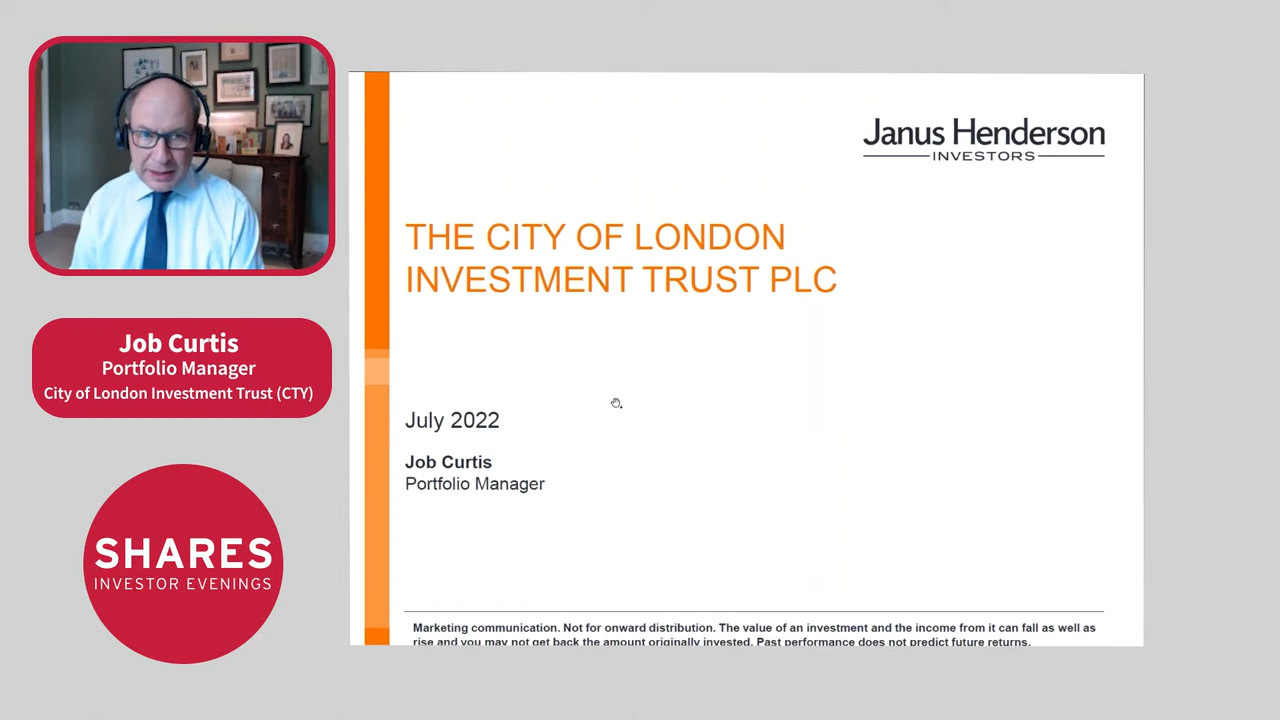 Job Curtis
Portfolio Manager
City of London Investment Trust (CTY)
SHARES
INVESTOR EVENINGS
Janus Henderson
INVESTORS
THE CITY OF LONDON
INVESTMENT TRUST PLC
July 2022
Job Curtis
Portfolio Manager
Marketing communication. Not for onward distribution. The value of an investment and the income from it can fall as well as
rise and you may not get back the amount originally invested. Past performance does not predict future returns.